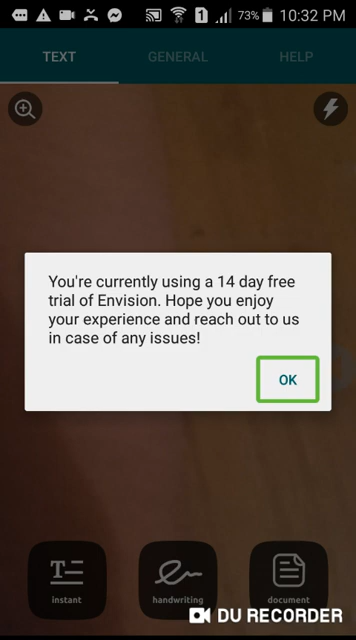 1 73% 10:32 PM
TEXT GENERAL HELP
You're currently using a 14 day free
trial of Envision. Hope you enjoy
your experience and reach out to us
in case of any issues!
OK
instant handwriting document
DU RECORDER